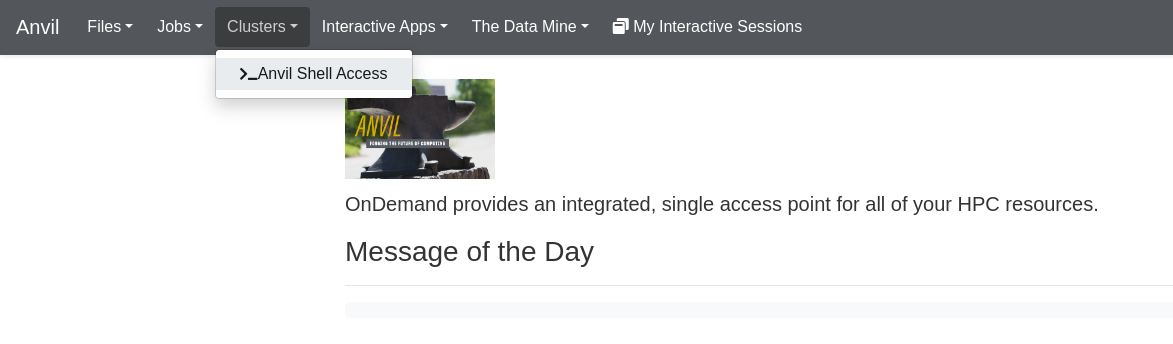 Anvil Files Jobs Clusters Interactive Apps The Data Mine My Interactive Sessions
Anvil Shell Access
ANVIL
FORGING THE FUTURE OF COMPUTING
OnDemand provides an integrated, single access point for all of your HPC resources.
Message of the Day